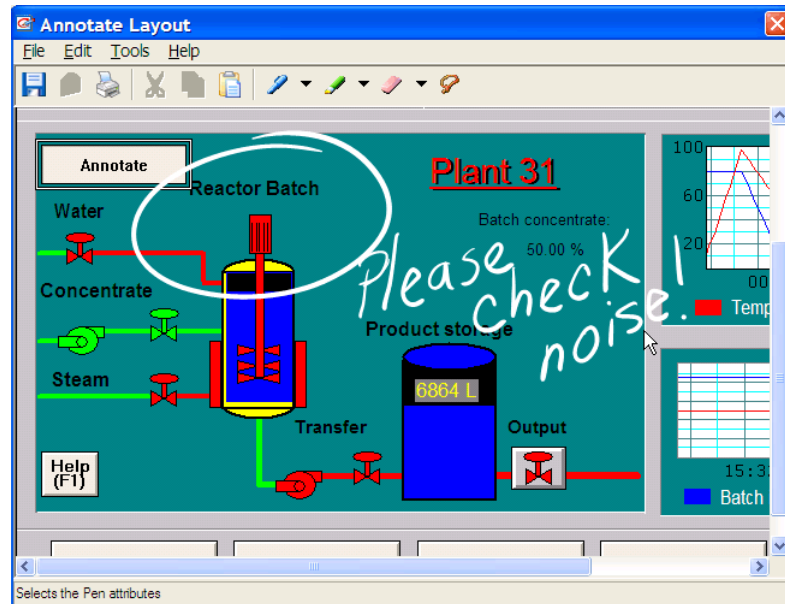 Annotate Layout
File Edit Tools Help
Annotate
Reactor Batch
Plant 31
Water
Batch concentrate:
50.00 %
Please check noise!
Concentrate
Product storage
Steam
6864 L
Transfer
Output
Help
(F1)
100
60
20
00
Temp
15:3
Batch
Selects the Pen attributes